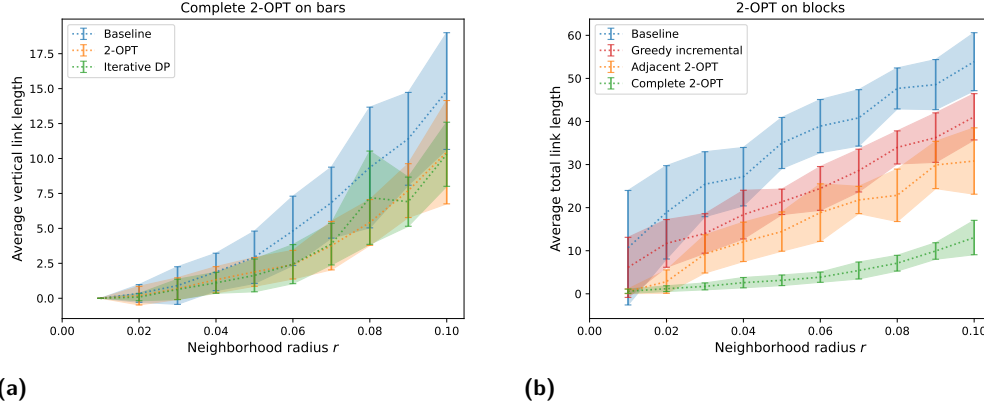 Complete 2-OPT on bars
Baseline
2-OPT
Iterative DP
Average vertical link length
17.5
15.0
12.5
10.0
7.5
5.0
2.5
0.0
0.00 0.02 0.04 0.06 0.08 0.10
Neighborhood radius r
(a)
2-OPT on blocks
Baseline
Greedy incremental
Adjacent 2-OPT
Complete 2-OPT
Average total link length
60
50
40
30
20
10
0
0.00 0.02 0.04 0.06 0.08 0.10
Neighborhood radius r
(b)